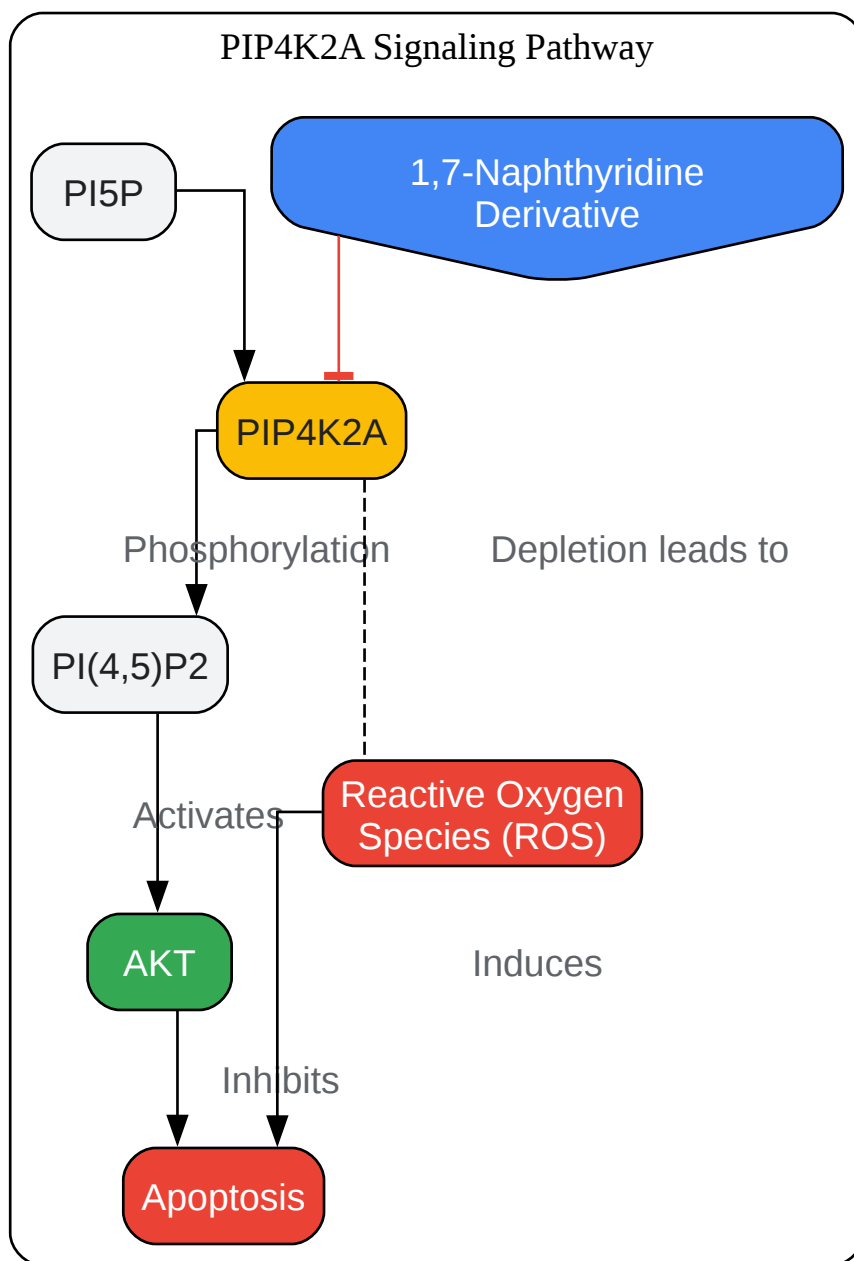 PIP4K2A Signaling Pathway
1,7-Naphthyridine
Derivative
PI5P
PIP4K2A
Phosphorylation
Depletion leads to
PI(4,5)P2
Reactive Oxygen
Species (ROS)
Activates
AKT
Induces
Inhibits
Apoptosis